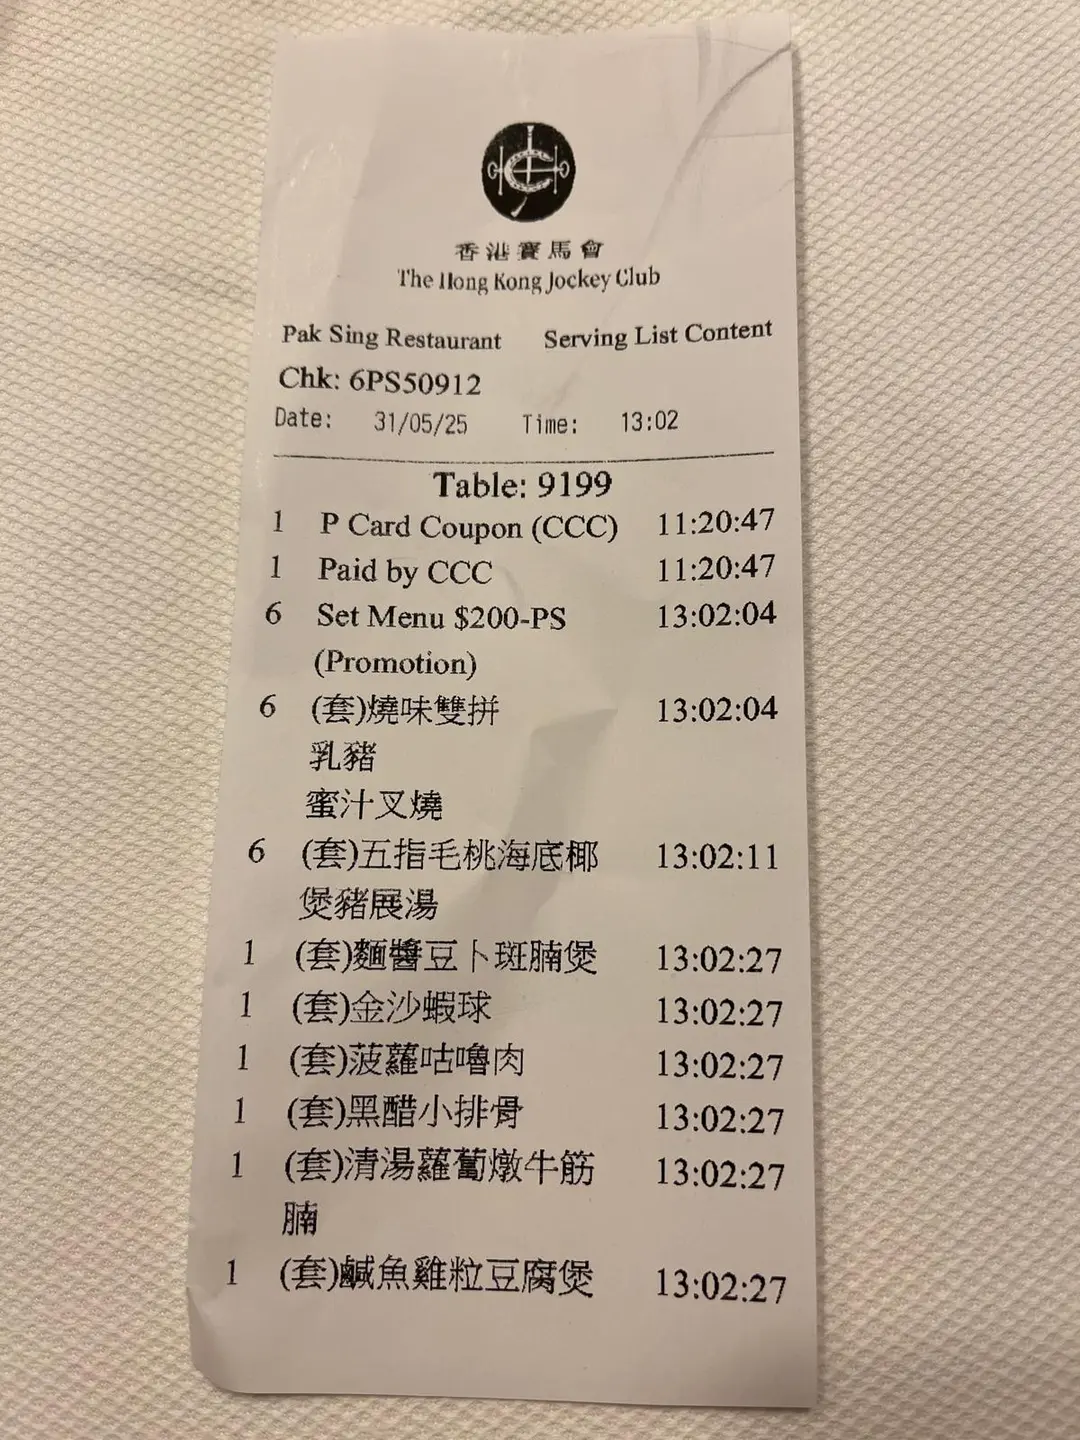 香港賽馬會
The Hong Kong Jockey Club
Pak Sing Restaurant Serving List Content
Chk: 6PS50912
Date: 31/05/25 Time: 13:02
Table: 9199
1 P Card Coupon (CCC) 11:20:47
1 Paid by CCC 11:20:47
6 Set Menu $200-PS 13:02:04
(Promotion)
6 (套)燒味雙拼 13:02:04
乳豬
蜜汁叉燒
6 (套)五指毛桃海底椰 13:02:11
煲豬展湯
1 (套)麵醬豆卜斑腩煲 13:02:27
1 (套)金沙蝦球 13:02:27
1 (套)菠蘿咕嚕肉 13:02:27
1 (套)黑醋小排骨 13:02:27
1 (套)清湯蘿蔔燉牛筋 13:02:27
腩
1 (套)鹹魚雞粒豆腐煲 13:02:27